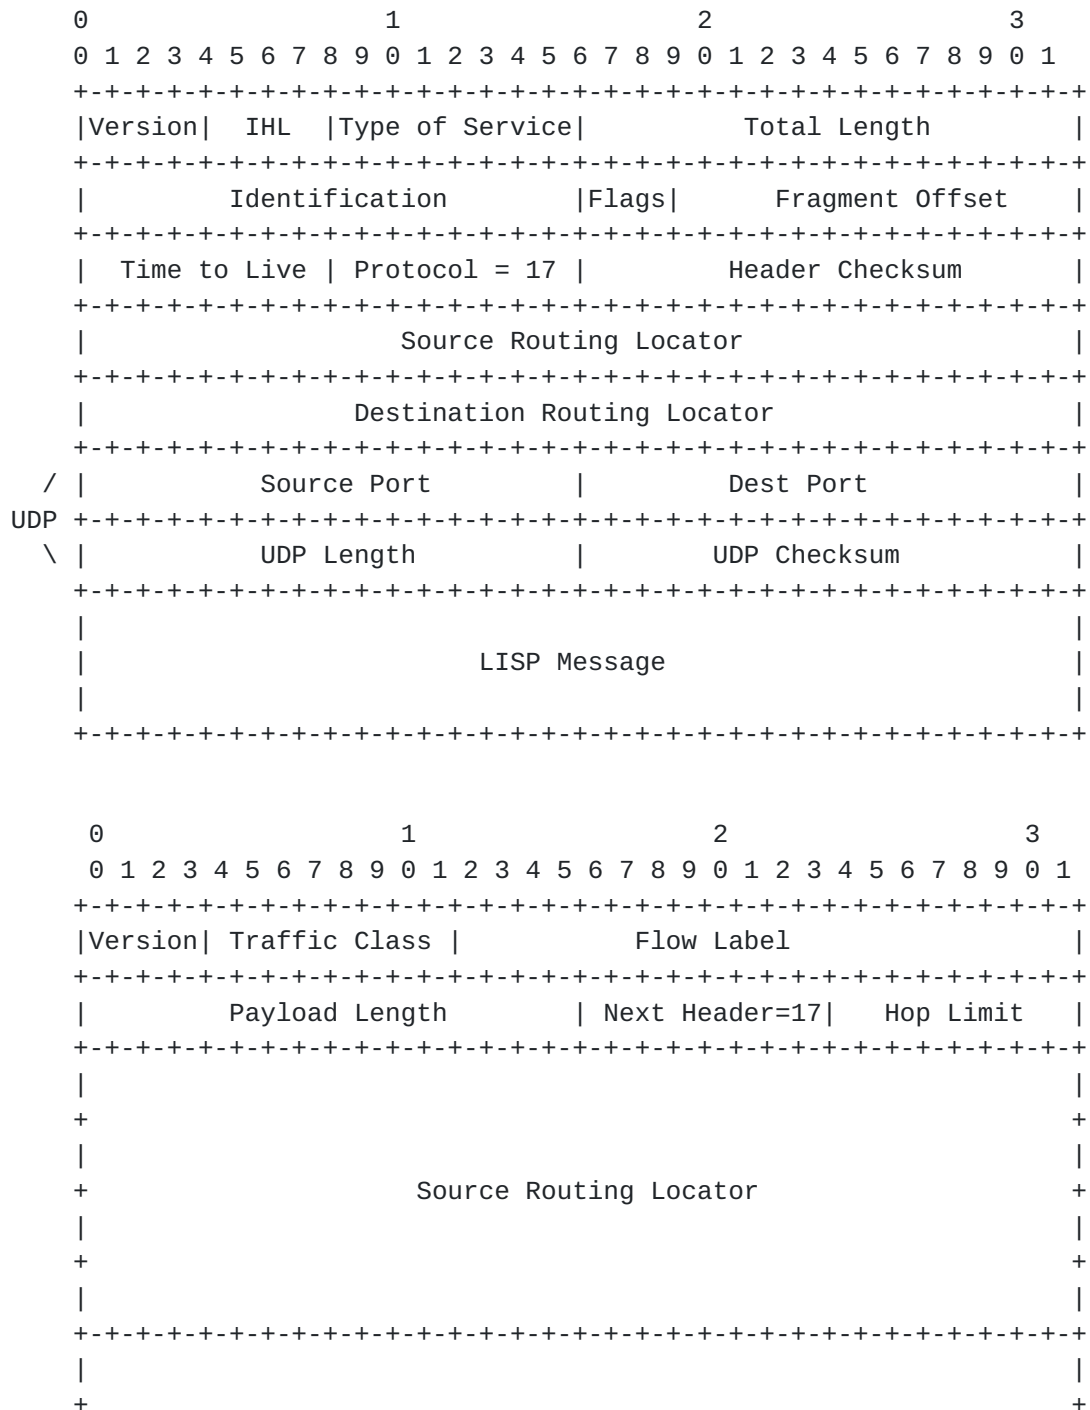 0                   1                   2                   3
     0 1 2 3 4 5 6 7 8 9 0 1 2 3 4 5 6 7 8 9 0 1 2 3 4 5 6 7 8 9 0 1
    +-+-+-+-+-+-+-+-+-+-+-+-+-+-+-+-+-+-+-+-+-+-+-+-+-+-+-+-+-+-+-+-+
    |Version|  IHL  |Type of Service|          Total Length         |
    +-+-+-+-+-+-+-+-+-+-+-+-+-+-+-+-+-+-+-+-+-+-+-+-+-+-+-+-+-+-+-+-+
    |         Identification        |Flags|      Fragment Offset    |
    +-+-+-+-+-+-+-+-+-+-+-+-+-+-+-+-+-+-+-+-+-+-+-+-+-+-+-+-+-+-+-+-+
    |  Time to Live | Protocol = 17 |         Header Checksum       |
    +-+-+-+-+-+-+-+-+-+-+-+-+-+-+-+-+-+-+-+-+-+-+-+-+-+-+-+-+-+-+-+-+
    |                    Source Routing Locator                     |
    +-+-+-+-+-+-+-+-+-+-+-+-+-+-+-+-+-+-+-+-+-+-+-+-+-+-+-+-+-+-+-+-+
    |                 Destination Routing Locator                   |
    +-+-+-+-+-+-+-+-+-+-+-+-+-+-+-+-+-+-+-+-+-+-+-+-+-+-+-+-+-+-+-+-+
  / |           Source Port         |         Dest Port             |
UDP +-+-+-+-+-+-+-+-+-+-+-+-+-+-+-+-+-+-+-+-+-+-+-+-+-+-+-+-+-+-+-+-+
  \ |           UDP Length          |        UDP Checksum           |
    +-+-+-+-+-+-+-+-+-+-+-+-+-+-+-+-+-+-+-+-+-+-+-+-+-+-+-+-+-+-+-+-+
    |                                                               |
    |                         LISP Message                          |
    |                                                               |
    +-+-+-+-+-+-+-+-+-+-+-+-+-+-+-+-+-+-+-+-+-+-+-+-+-+-+-+-+-+-+-+-+
     0                   1                   2                   3
     0 1 2 3 4 5 6 7 8 9 0 1 2 3 4 5 6 7 8 9 0 1 2 3 4 5 6 7 8 9 0 1
    +-+-+-+-+-+-+-+-+-+-+-+-+-+-+-+-+-+-+-+-+-+-+-+-+-+-+-+-+-+-+-+-+
    |Version| Traffic Class |           Flow Label                  |
    +-+-+-+-+-+-+-+-+-+-+-+-+-+-+-+-+-+-+-+-+-+-+-+-+-+-+-+-+-+-+-+-+
    |         Payload Length        | Next Header=17|   Hop Limit   |
    +-+-+-+-+-+-+-+-+-+-+-+-+-+-+-+-+-+-+-+-+-+-+-+-+-+-+-+-+-+-+-+-+
    |                                                               |
    +                                                               +
    |                                                               |
    +                     Source Routing Locator                    +
    |                                                               |
    +                                                               +
    |                                                               |
    +-+-+-+-+-+-+-+-+-+-+-+-+-+-+-+-+-+-+-+-+-+-+-+-+-+-+-+-+-+-+-+-+
    |                                                               |
    +                                                               +